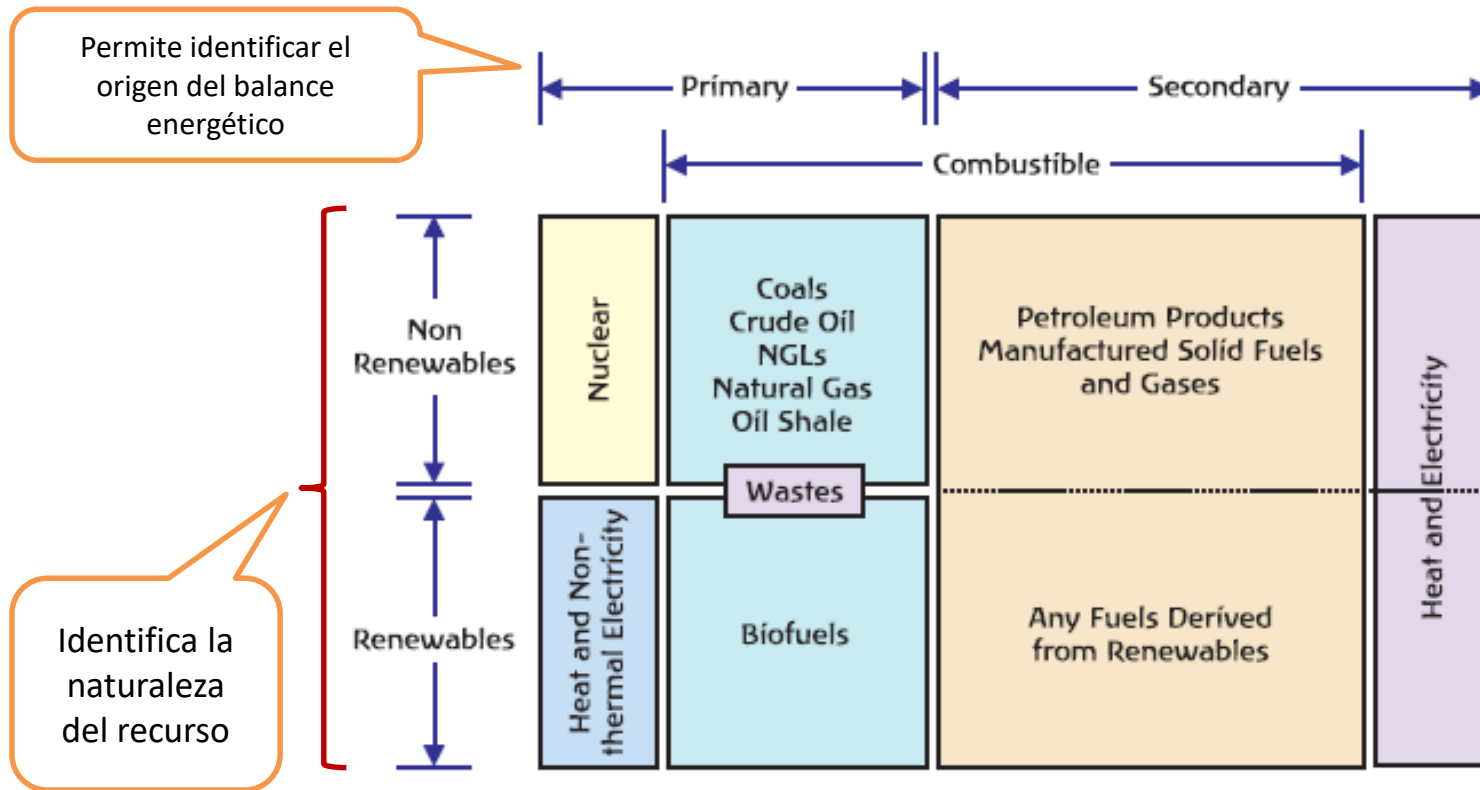 Permite identificar el
origen del balance
energético
Primary
Secondary
Combustible
Non
Renewables
Nuclear
Coals
Crude Oil
NGLs
Natural Gas
Oil Shale
Petroleum Products
Manufactured Solid Fuels
and Gases
Heat and Electricity
Wastes
Identifica la
naturaleza
del recurso
Renewables
Heat and Non-
thermal Electricity
Biofuels
Any Fuels Derived
from Renewables